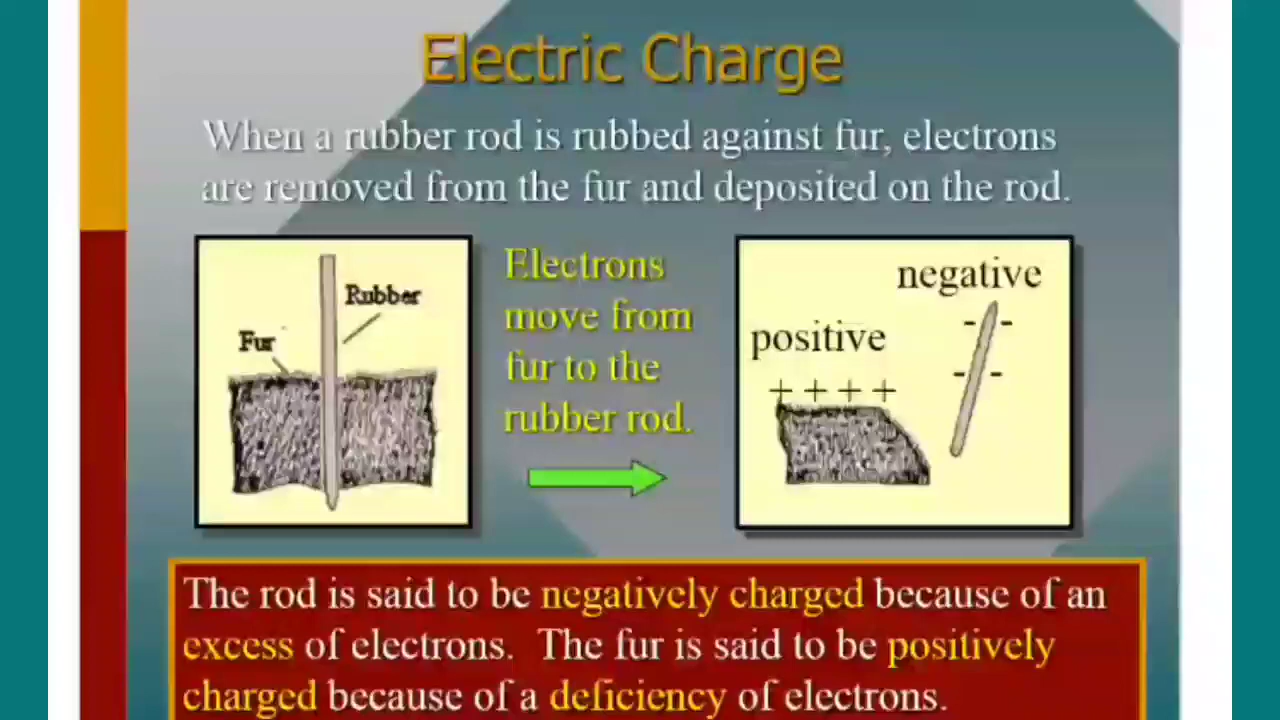 Electric Charge
When a rubber rod is rubbed against fur, electrons
are removed from the fur and deposited on the rod.
Rubber
Fur
Electrons
move from
fur to the
rubber rod.
negative
positive
- -
- -
+ + + +
The rod is said to be negatively charged because of an
excess of electrons. The fur is said to be positively
charged because of a deficiency of electrons.